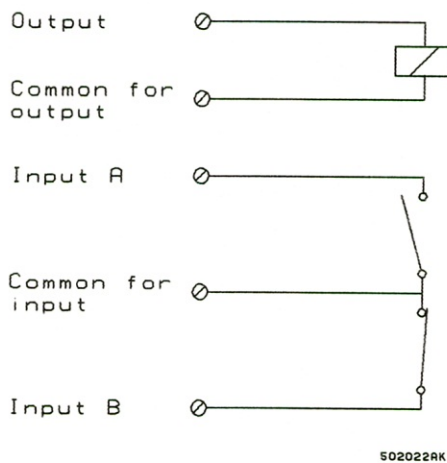 Output
Common for
output
Input A
Common for
input
Input B
502022AK